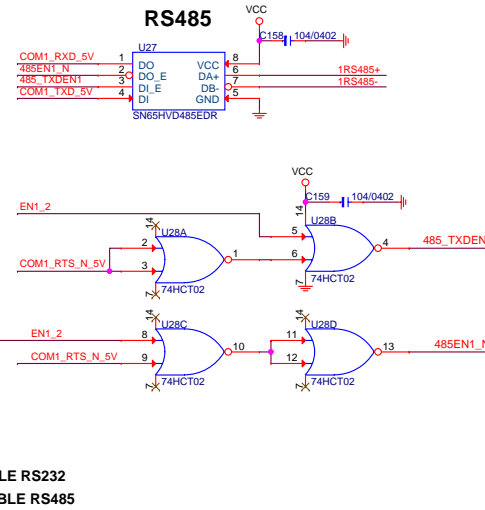 RS485
VCC
C158 104/0402
U27
COM1_RXD_5V 1 DO VCC 8
485EN1_N 2 DO_E DA+ 6 1RS485+
485_TXDEN1 3 DI_E DB- 7 1RS485-
COM1_TXD_5V 4 DI GND 5
SN65HVD485EDR
VCC
C159 104/0402
EN1_2
14 U28A
14 U28B
2
5
1
4 485_TXDEN
COM1_RTS_N_5V 3
6
7 74HCT02
7 74HCT02
14 U28C
14 U28D
EN1_2 8
11
10
13 485EN1_N
COM1_RTS_N_5V 9
12
7 74HCT02
7 74HCT02
LE RS232
BLE RS485